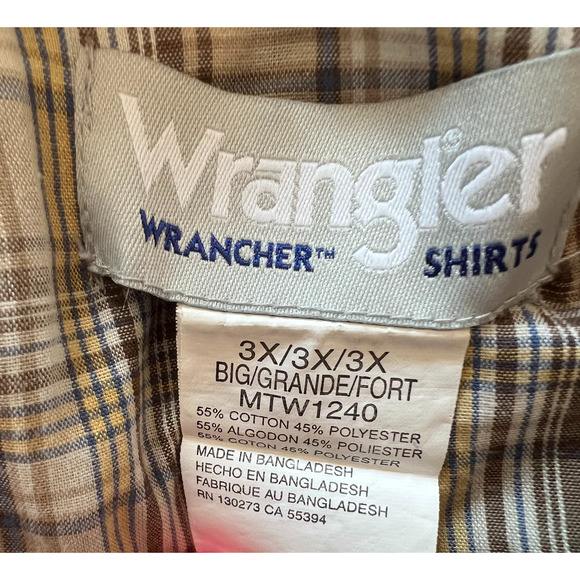 Wrangler®
WRANCHER™ SHIRTS
3X/3X/3X
BIG/GRANDE/FORT
MTW1240
55% COTTON 45% POLYESTER
55% ALGODON 45% POLIESTER
55% COTON 45% POLYESTER
MADE IN BANGLADESH
HECHO EN BANGLADESH
FABRIQUE AU BANGLADESH
RN 130273 CA 55394